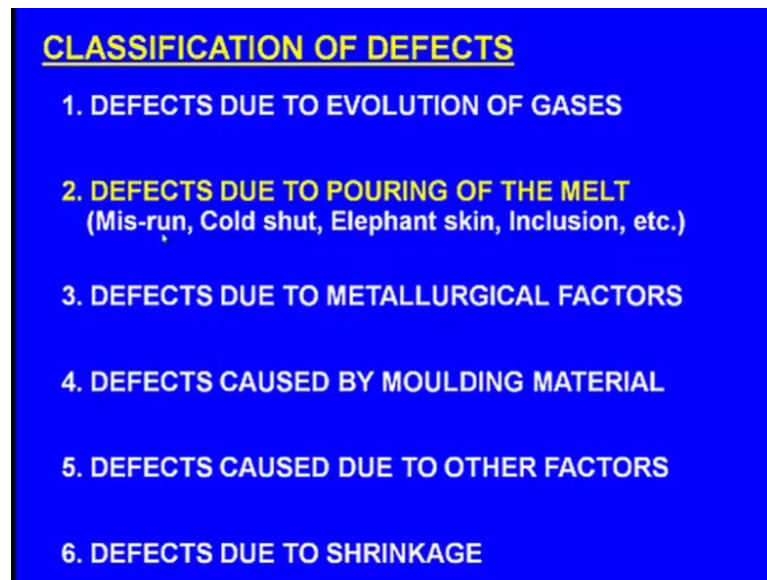 CLASSIFICATION OF DEFECTS
1. DEFECTS DUE TO EVOLUTION OF GASES
2. DEFECTS DUE TO POURING OF THE MELT
(Mis-run, Cold shut, Elephant skin, Inclusion, etc.)
3. DEFECTS DUE TO METALLURGICAL FACTORS
4. DEFECTS CAUSED BY MOULDING MATERIAL
5. DEFECTS CAUSED DUE TO OTHER FACTORS
6. DEFECTS DUE TO SHRINKAGE